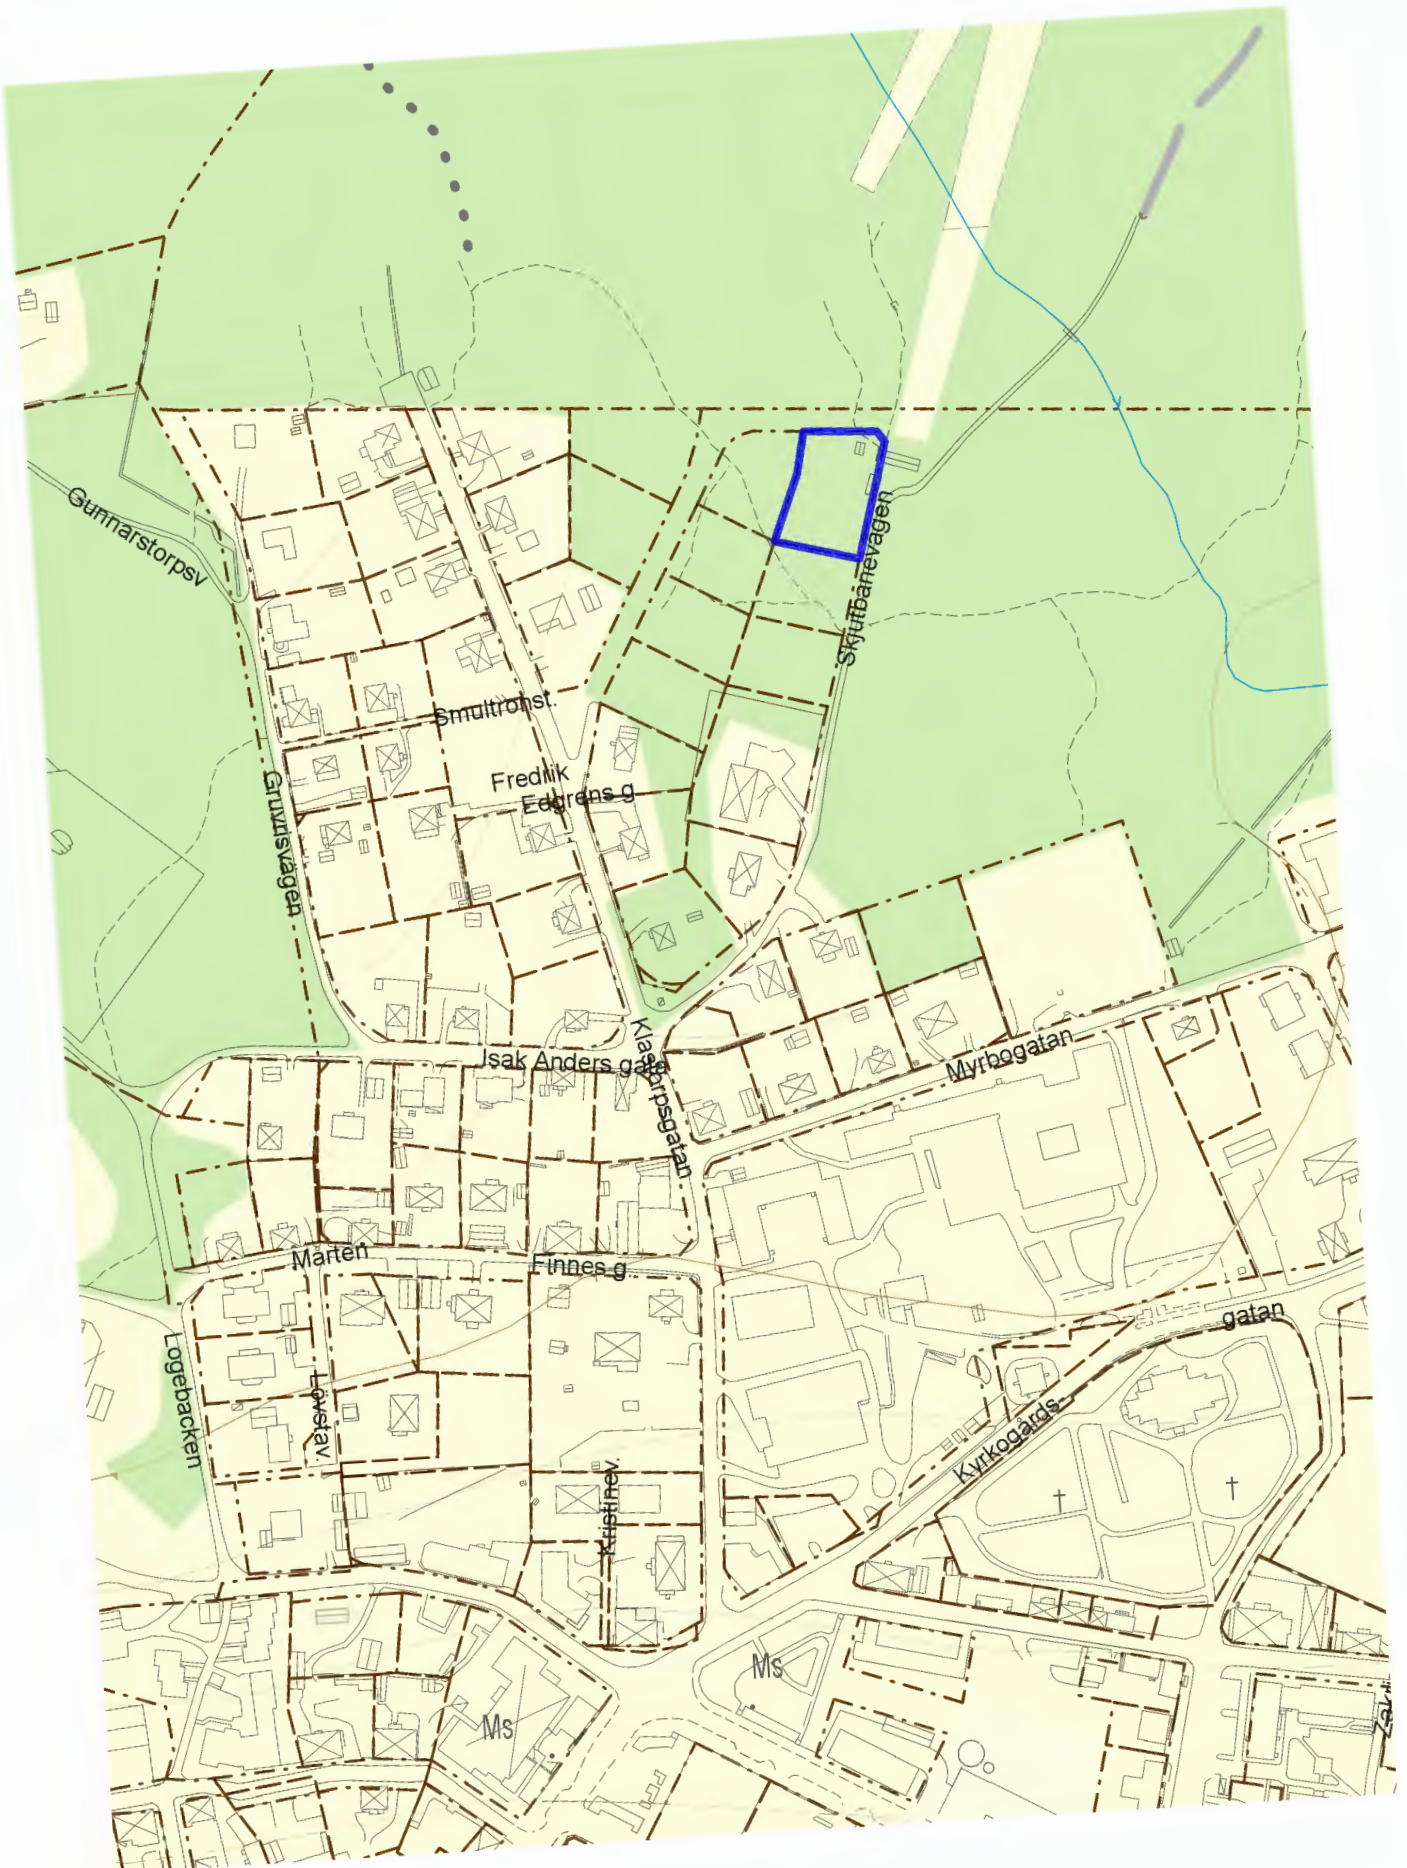 Gunnarstorpsv
Skjutbanevägen
Smultronst.
Fredrik
Edgrens g
Gruvrisvägen
Isak Anders gata
Klastorpsgatan
Myrbogatan
Mårten
Finnes g.
gatan
Logebacken
Lövstav.
Kyrkogårds-
Kristinev.
Ms
Ms